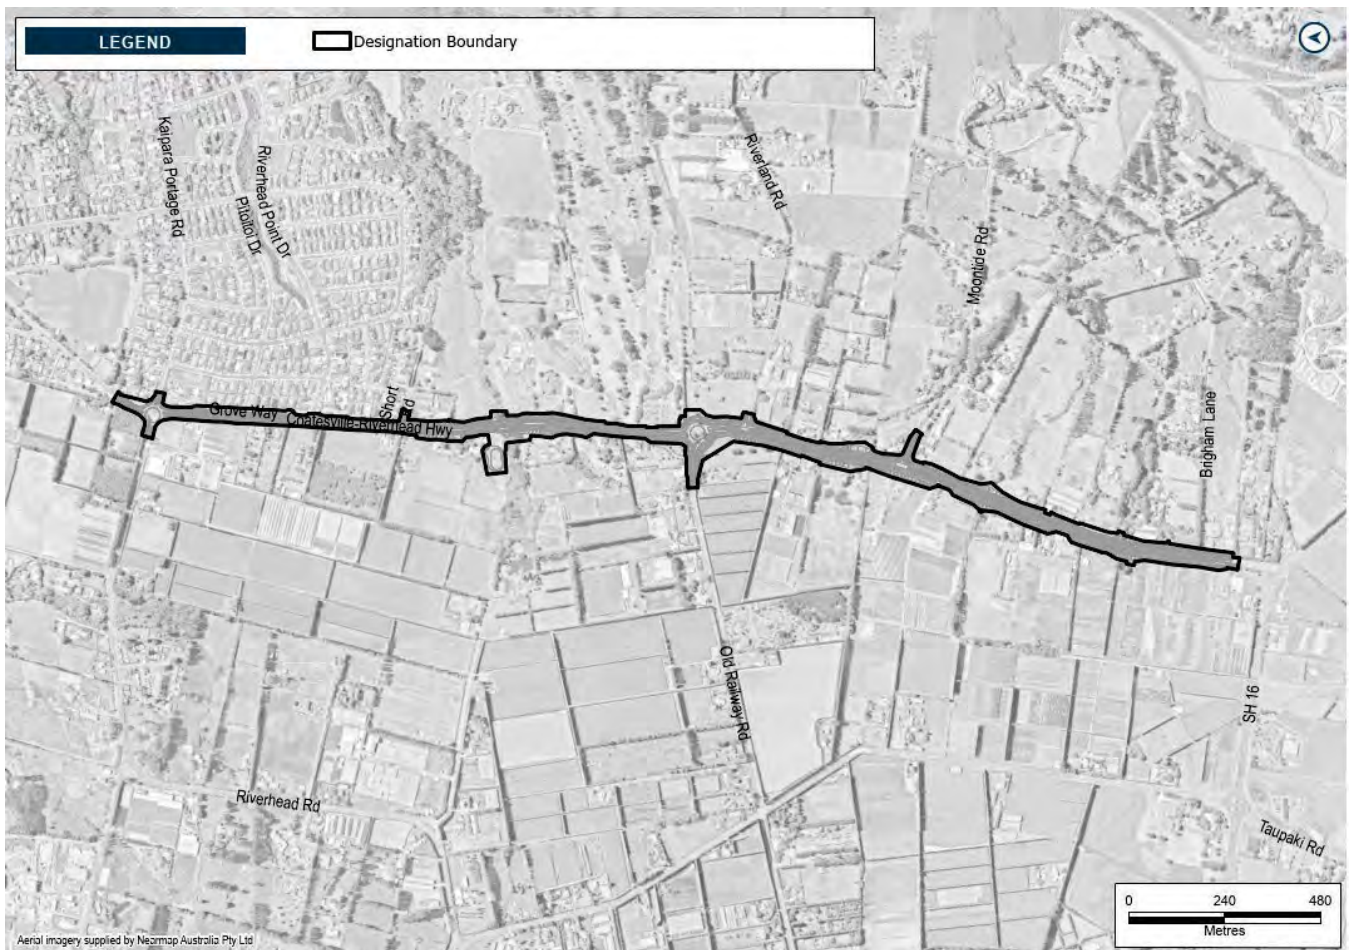 LEGEND
Designation Boundary
Kaipara Portage Rd
Riverhead Point Dr
Pitoitoi Dr
Riverland Rd
Moontide Rd
Short
Rd
Grove Way
Coatesville-Riverhead Hwy
Brigham Lane
Old Railway Rd
SH 16
Riverhead Rd
Taupaki Rd
0 240 480
Metres
Aerial imagery supplied by Nearmap Australia Pty Ltd